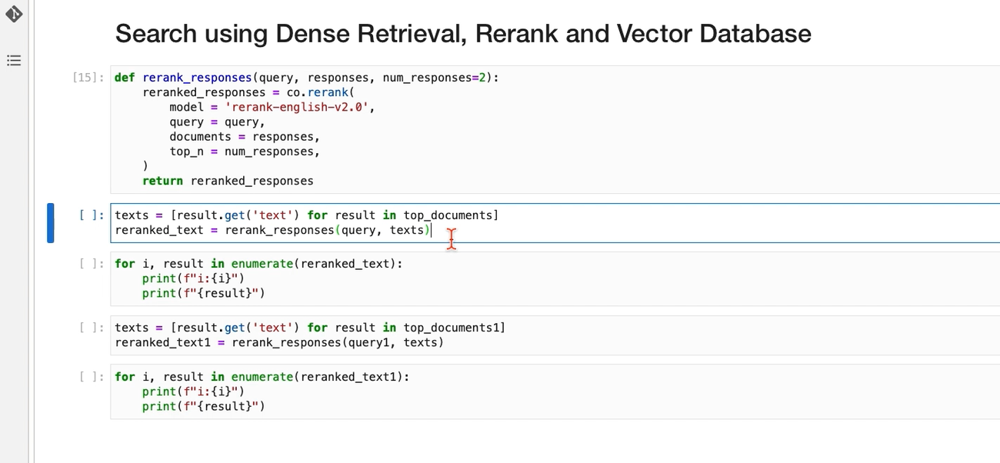 Search using Dense Retrieval, Rerank and Vector Database
[15]: def rerank_responses(query, responses, num_responses=2):
    reranked_responses = co.rerank(
        model = 'rerank-english-v2.0',
        query = query,
        documents = responses,
        top_n = num_responses,
    )
    return reranked_responses
[ ]: texts = [result.get('text') for result in top_documents]
reranked_text = rerank_responses(query, texts)
[ ]: for i, result in enumerate(reranked_text):
    print(f"i:{i}")
    print(f"{result}")
[ ]: texts = [result.get('text') for result in top_documents1]
reranked_text1 = rerank_responses(query1, texts)
[ ]: for i, result in enumerate(reranked_text1):
    print(f"i:{i}")
    print(f"{result}")